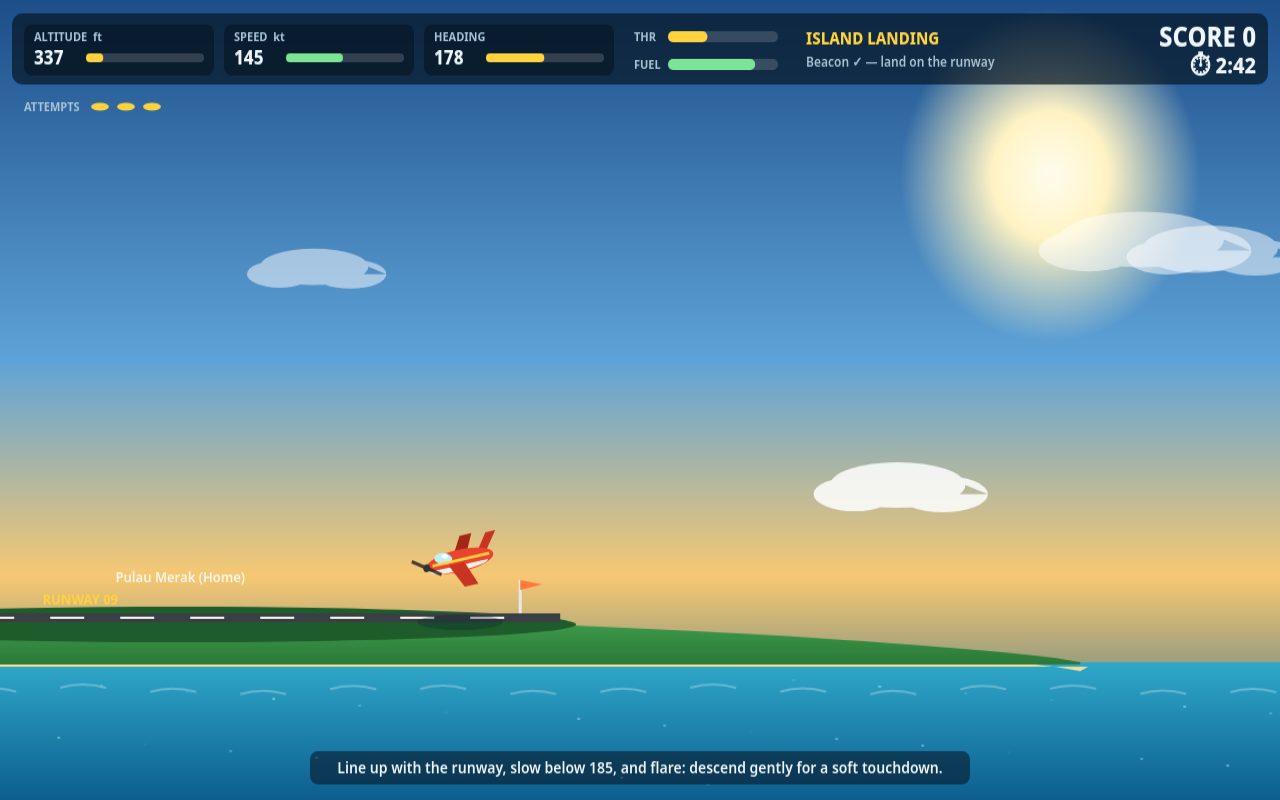 ALTITUDE ft
337
SPEED kt
145
HEADING
178
THR
FUEL
ISLAND LANDING
Beacon ✓ — land on the runway
SCORE 0
⏱ 2:42
ATTEMPTS
Pulau Merak (Home)
RUNWAY 09
Line up with the runway, slow below 185, and flare: descend gently for a soft touchdown.